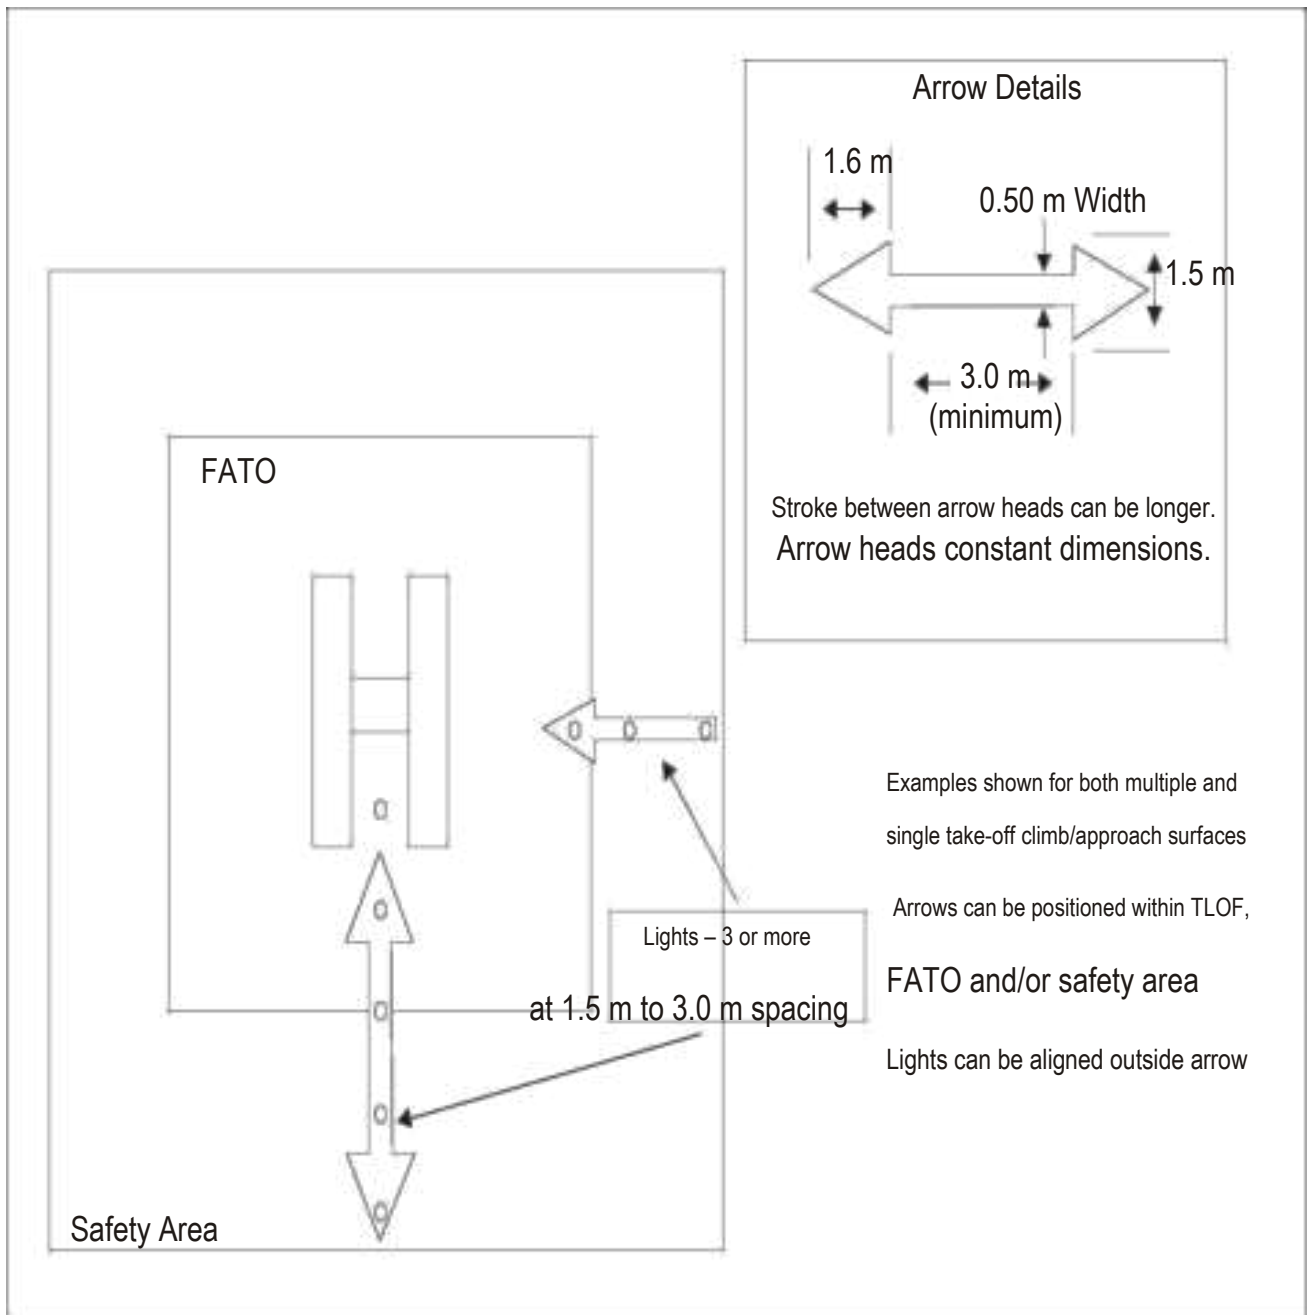 Arrow Details
1.6 m
0.50 m Width
1.5 m
3.0 m
(minimum)
Stroke between arrow heads can be longer.
Arrow heads constant dimensions.
FATO
H
Examples shown for both multiple and
single take-off climb/approach surfaces
Arrows can be positioned within TLOF,
Lights – 3 or more
FATO and/or safety area
at 1.5 m to 3.0 m spacing
Lights can be aligned outside arrow
Safety Area